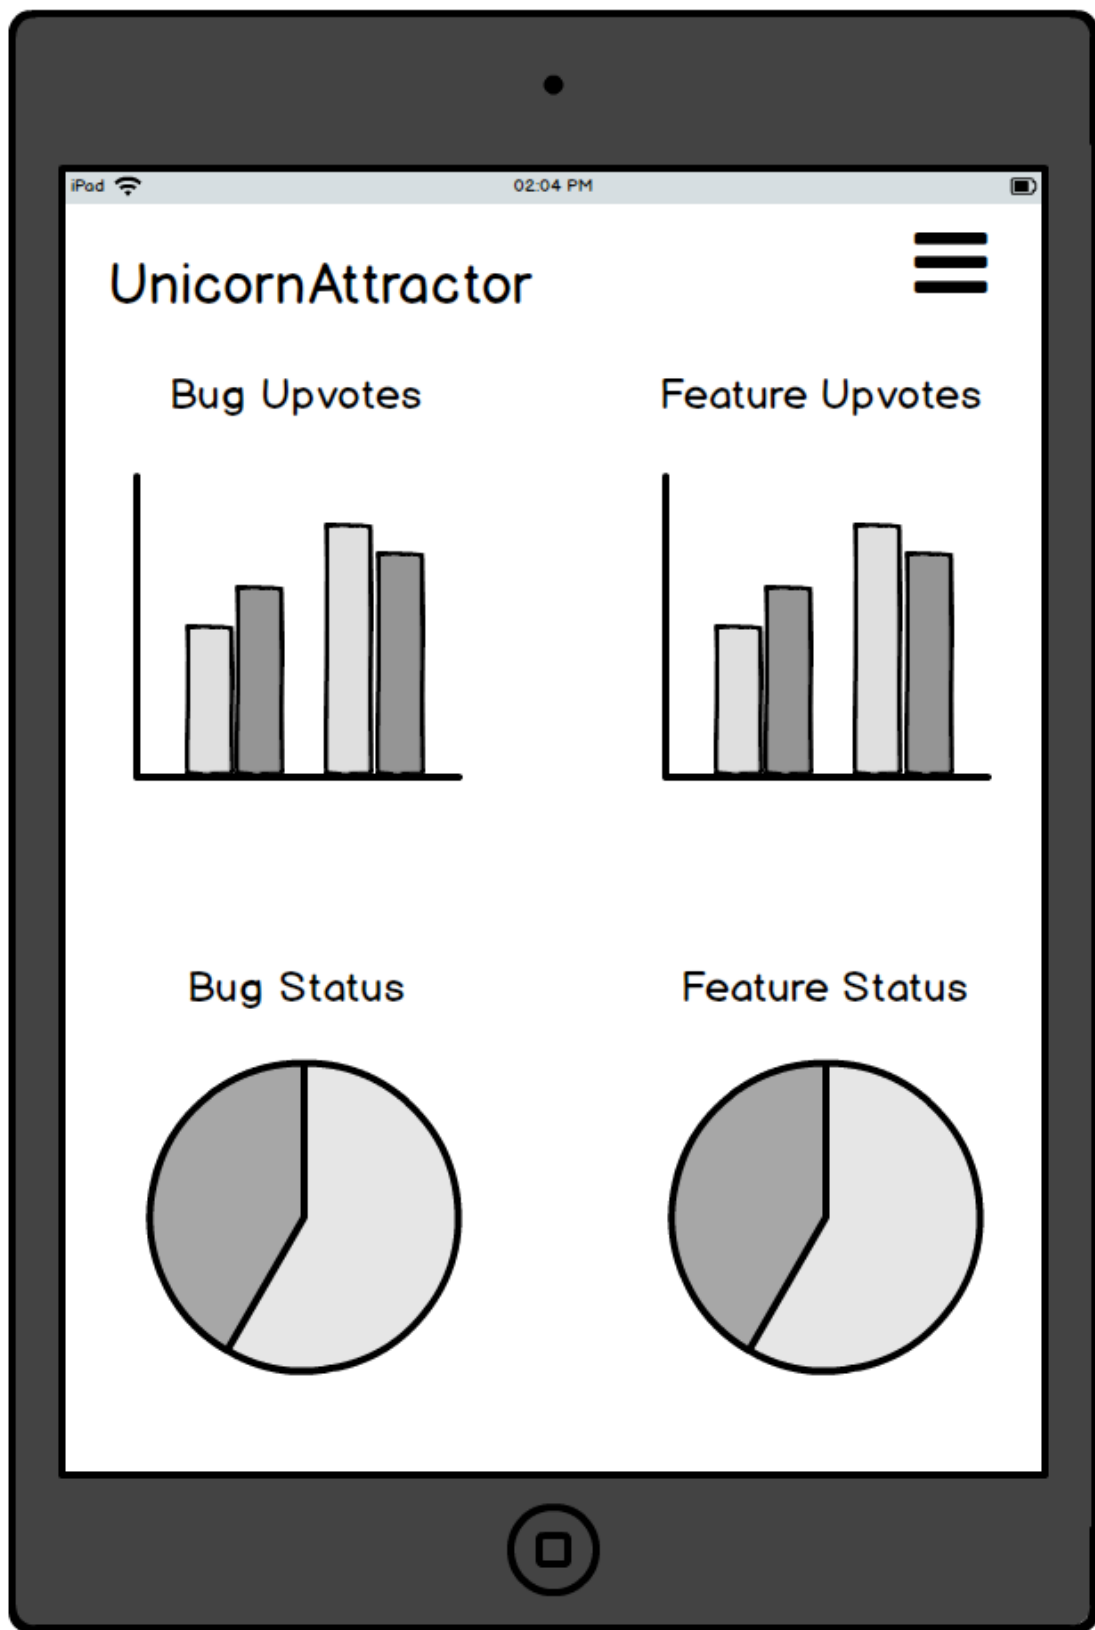 iPad 02:04 PM
UnicornAttractor
Bug Upvotes Feature Upvotes
Bug Status Feature Status